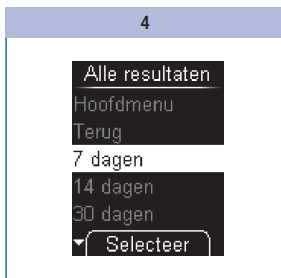 4
Alle resultaten
Hoofdmenu
Terug
7 dagen
14 dagen
30 dagen
Selecteer